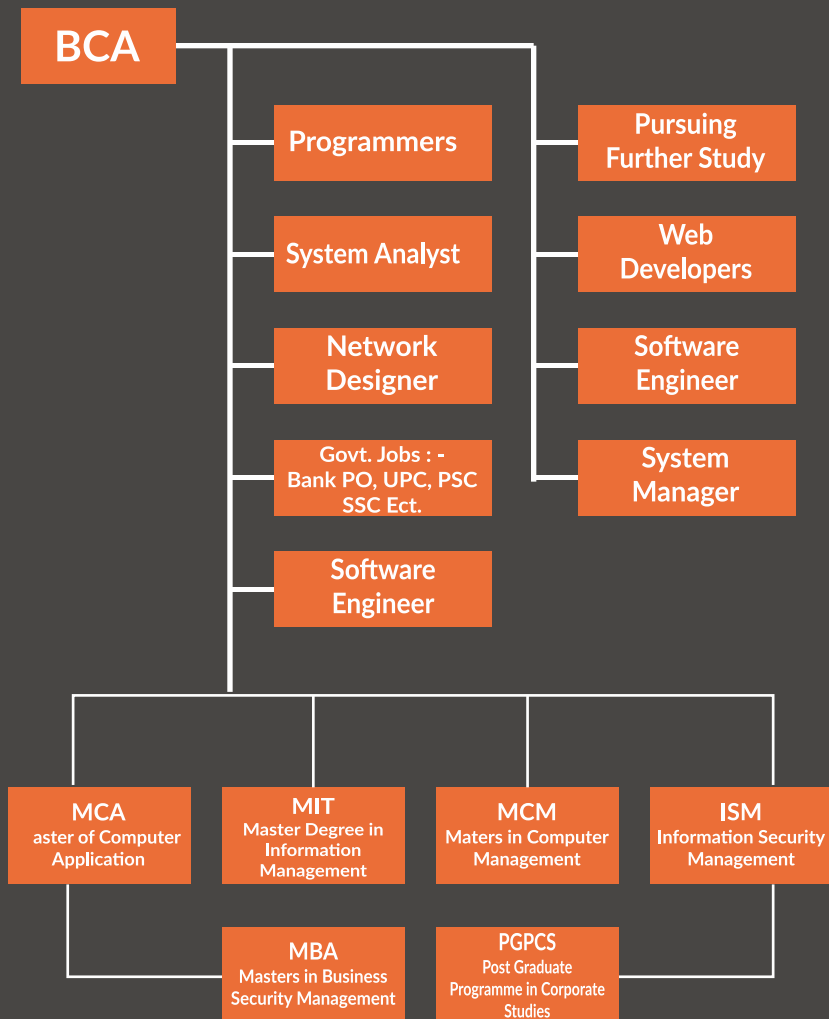 BCA
Programmers
System Analyst
Network
Designer
Govt. Jobs : -
Bank PO, UPC, PSC
SSC Ect.
Software
Engineer
Pursuing
Further Study
Web
Developers
Software
Engineer
System
Manager
MCA
aster of Computer
Application
MIT
Master Degree in
Information
Management
MCM
Maters in Computer
Management
ISM
Information Security
Management
MBA
Masters in Business
Security Management
PGPCS
Post Graduate
Programme in Corporate
Studies